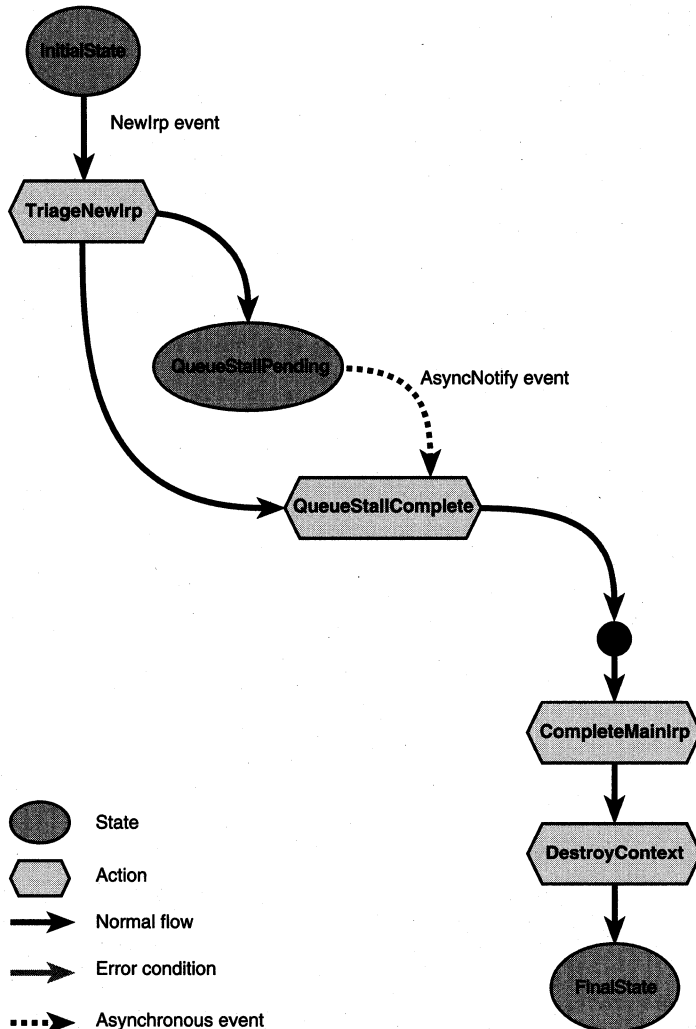 InitialState
NewIrp event
TriageNewIrp
QueueStallPending
AsyncNotify event
QueueStallComplete
CompleteMainIrp
DestroyContext
FinalState
State
Action
Normal flow
Error condition
Asynchronous event